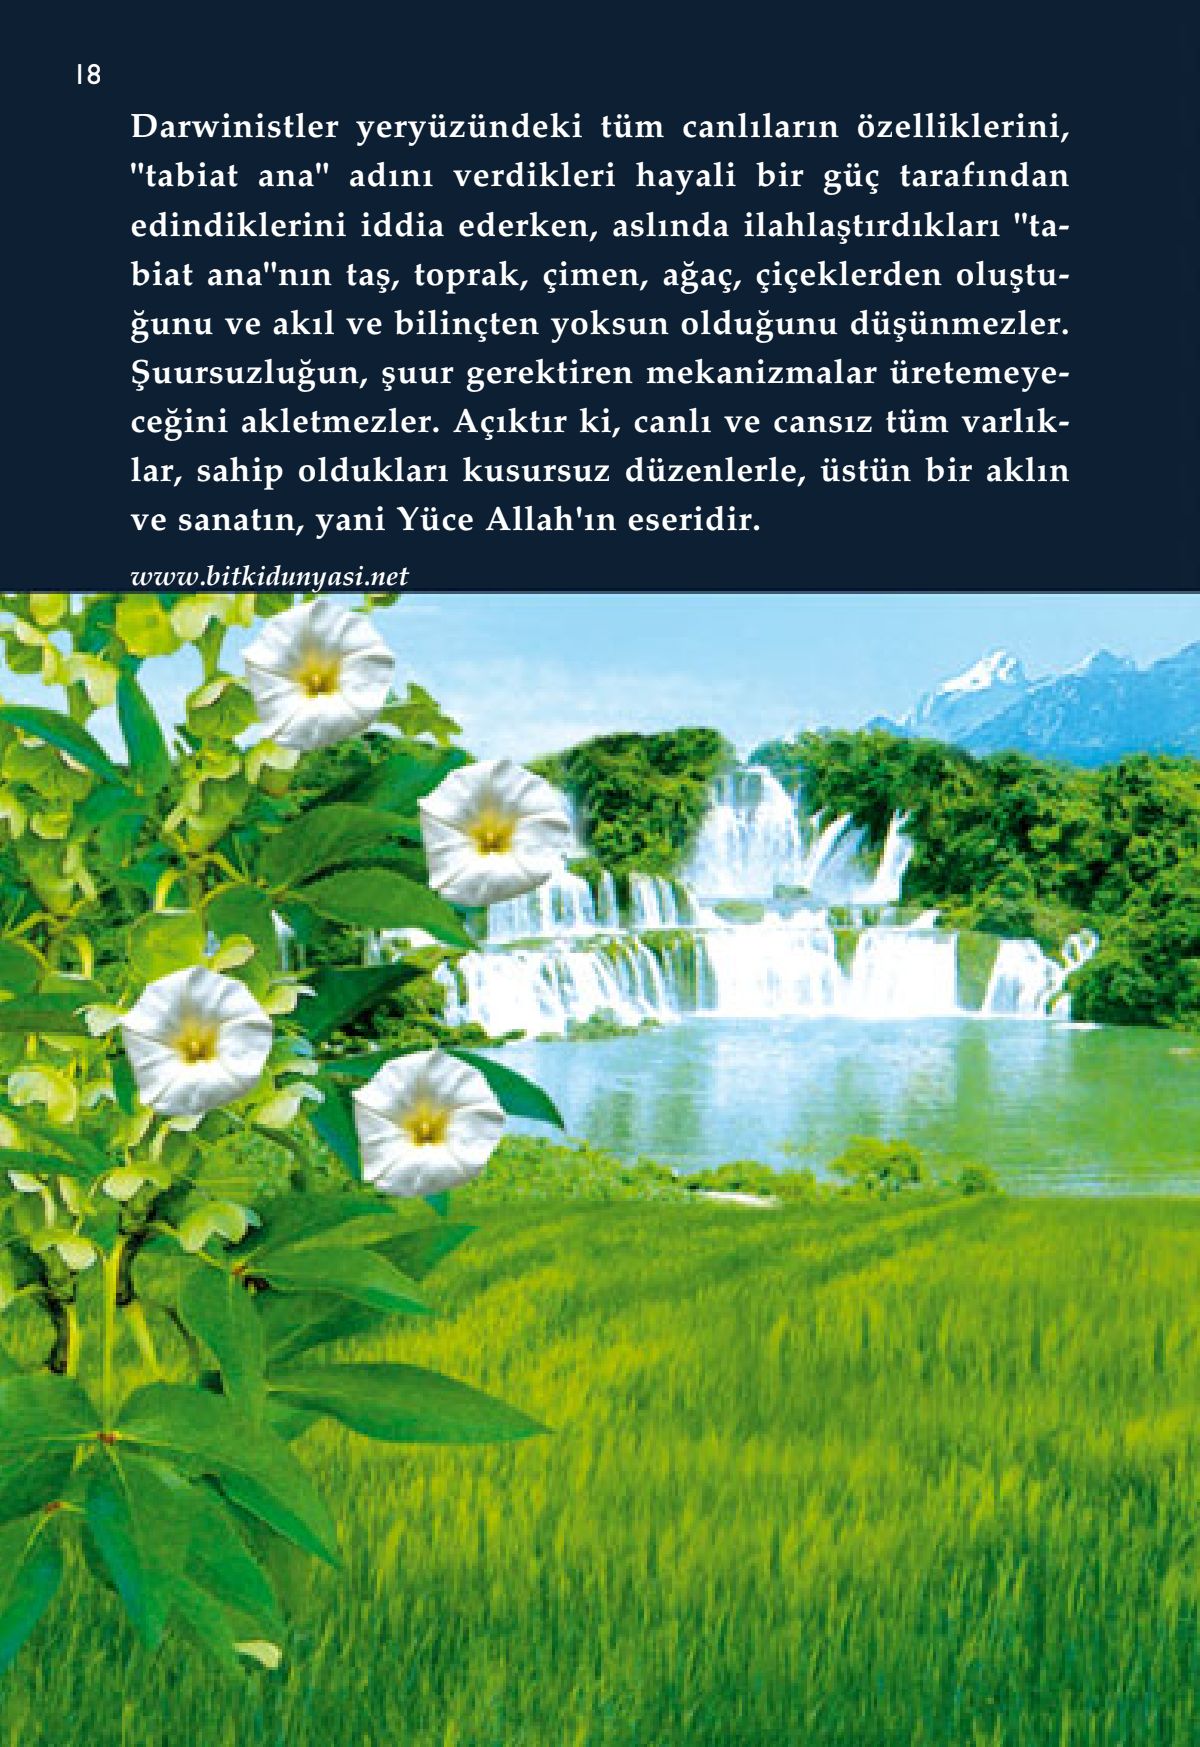 18
Darwinistler yeryüzündeki tüm canlıların özelliklerini,
"tabiat ana" adını verdikleri hayali bir güç tarafından
edindiklerini iddia ederken, aslında ilahlaştırdıkları "ta-
biat ana"nın taş, toprak, çimen, ağaç, çiçeklerden oluştu-
ğunu ve akıl ve bilinçten yoksun olduğunu düşünmezler.
Şuursuzluğun, şuur gerektiren mekanizmalar üretemeye-
ceğini akletmezler. Açıktır ki, canlı ve cansız tüm varlık-
lar, sahip oldukları kusursuz düzenlerle, üstün bir aklın
ve sanatın, yani Yüce Allah'ın eseridir.
www.bitkidunyasi.net